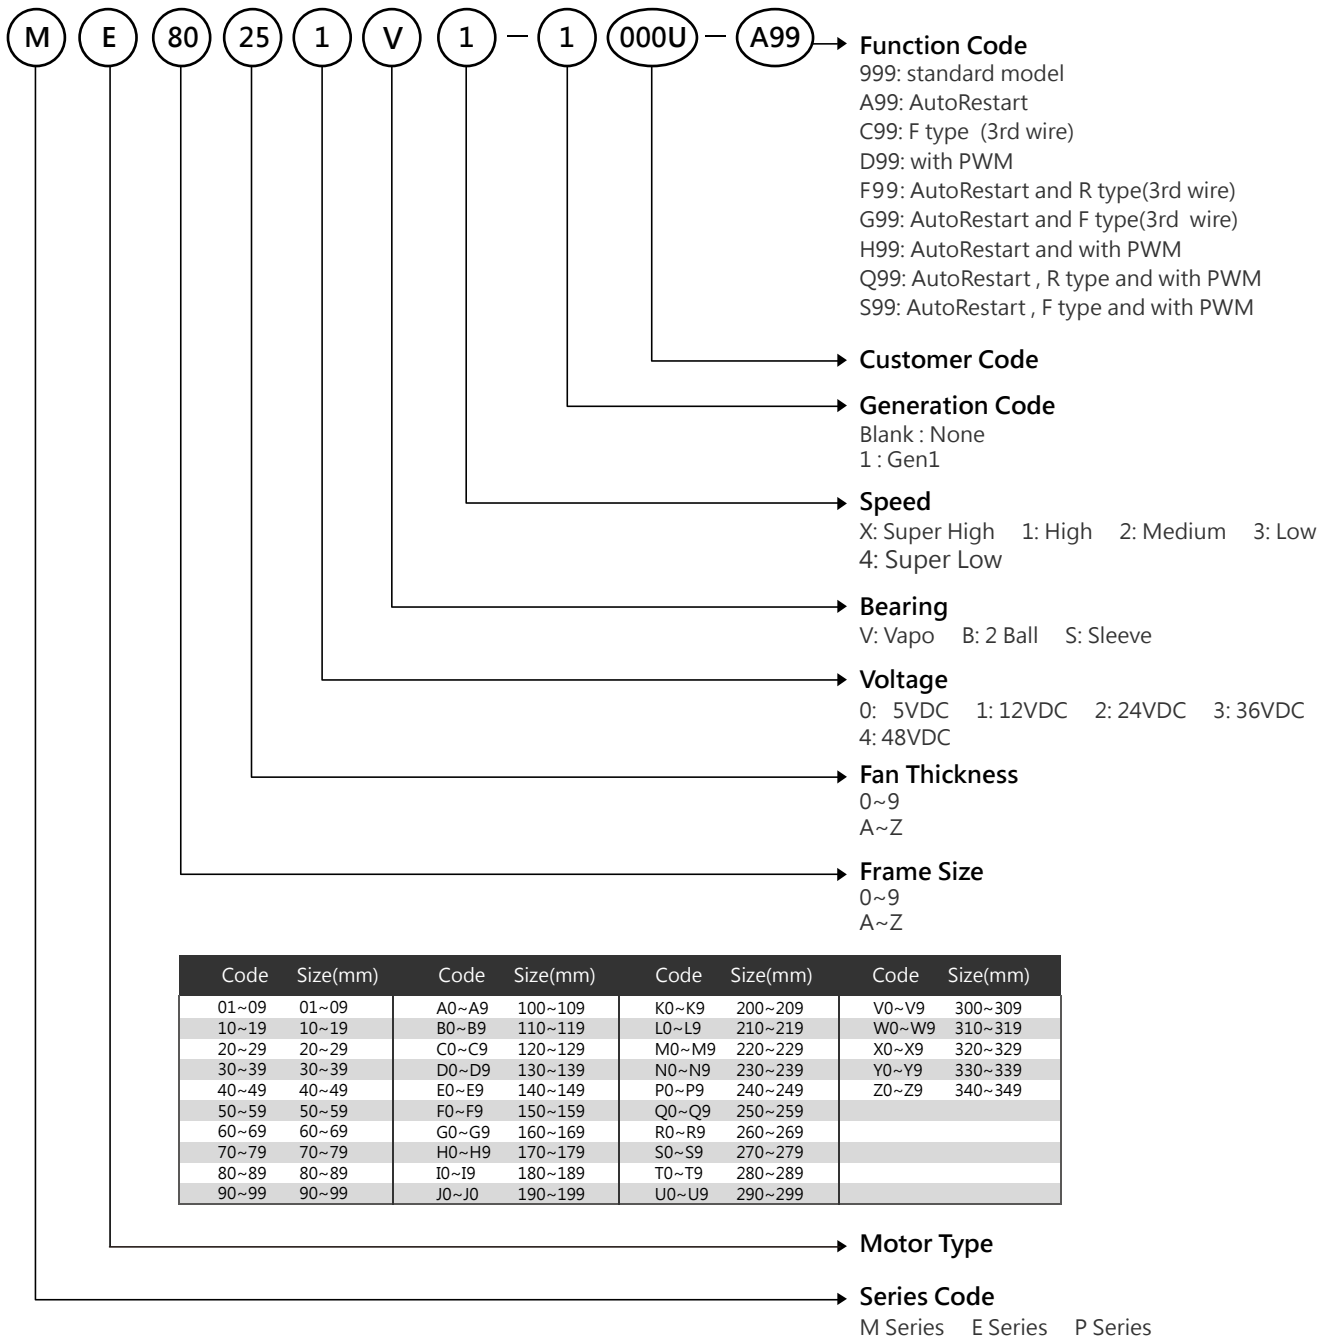 M E 80 25 1 V 1 – 1 000U – A99
Function Code
999: standard model
A99: AutoRestart
C99: F type (3rd wire)
D99: with PWM
F99: AutoRestart and R type(3rd wire)
G99: AutoRestart and F type(3rd wire)
H99: AutoRestart and with PWM
Q99: AutoRestart , R type and with PWM
S99: AutoRestart , F type and with PWM
Customer Code
Generation Code
Blank : None
1 : Gen1
Speed
X: Super High 1: High 2: Medium 3: Low
4: Super Low
Bearing
V: Vapo B: 2 Ball S: Sleeve
Voltage
0: 5VDC 1: 12VDC 2: 24VDC 3: 36VDC
4: 48VDC
Fan Thickness
0~9
A~Z
Frame Size
0~9
A~Z
Code Size(mm) Code Size(mm) Code Size(mm) Code Size(mm)
01~09 01~09 A0~A9 100~109 K0~K9 200~209 V0~V9 300~309
10~19 10~19 B0~B9 110~119 L0~L9 210~219 W0~W9 310~319
20~29 20~29 C0~C9 120~129 M0~M9 220~229 X0~X9 320~329
30~39 30~39 D0~D9 130~139 N0~N9 230~239 Y0~Y9 330~339
40~49 40~49 E0~E9 140~149 P0~P9 240~249 Z0~Z9 340~349
50~59 50~59 F0~F9 150~159 Q0~Q9 250~259
60~69 60~69 G0~G9 160~169 R0~R9 260~269
70~79 70~79 H0~H9 170~179 S0~S9 270~279
80~89 80~89 I0~I9 180~189 T0~T9 280~289
90~99 90~99 J0~J0 190~199 U0~U9 290~299
Motor Type
Series Code
M Series E Series P Series